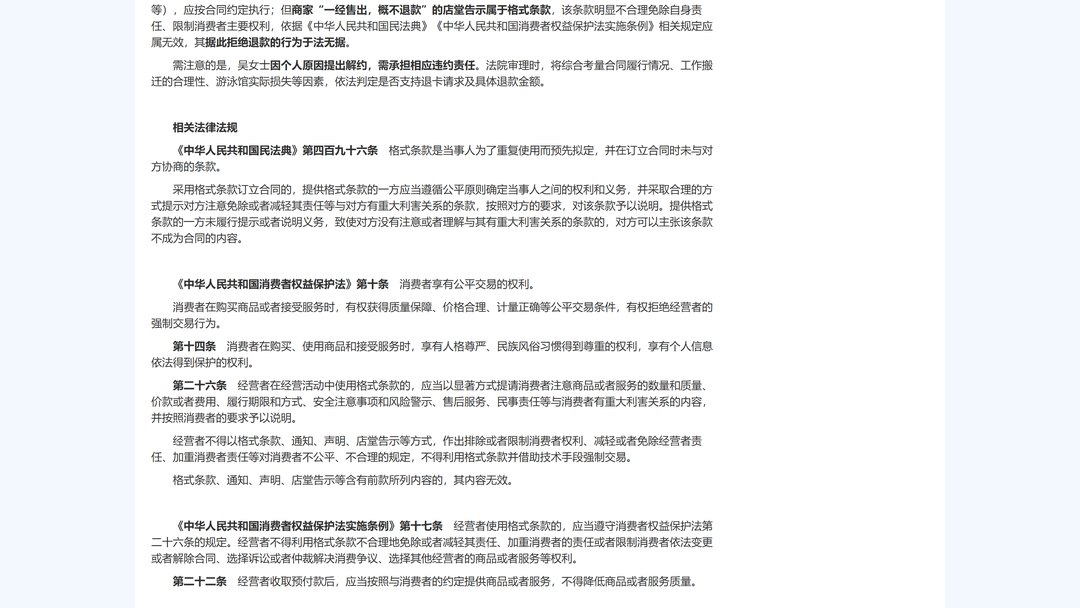 等），应按合同约定执行；但商家“一经售出，概不退款”的店堂告示属于格式条款，该条款明显不合理免除自身责
任、限制消费者主要权利，依据《中华人民共和国民法典》《中华人民共和国消费者权益保护法实施条例》相关规定应
属无效，其据此拒绝退款的行为于法无据。
需注意的是，吴女士因个人原因提出解约，需承担相应违约责任。法院审理时，将综合考量合同履行情况、工作搬
迁的合理性、游泳馆实际损失等因素，依法判定是否支持退卡请求及具体退款金额。
相关法律法规
《中华人民共和国民法典》第四百九十六条 格式条款是当事人为了重复使用而预先拟定，并在订立合同时未与对
方协商的条款。
采用格式条款订立合同的，提供格式条款的一方应当遵循公平原则确定当事人之间的权利和义务，并采取合理的方
式提示对方注意免除或者减轻其责任等与对方有重大利害关系的条款，按照对方的要求，对该条款予以说明。提供格式
条款的一方未履行提示或者说明义务，致使对方没有注意或者理解与其有重大利害关系的条款的，对方可以主张该条款
不成为合同的内容。
《中华人民共和国消费者权益保护法》第十条 消费者享有公平交易的权利。
消费者在购买商品或者接受服务时，有权获得质量保障、价格合理、计量正确等公平交易条件，有权拒绝经营者的
强制交易行为。
第十四条 消费者在购买、使用商品和接受服务时，享有人格尊严、民族风俗习惯得到尊重的权利，享有个人信息
依法得到保护的权利。
第二十六条 经营者在经营活动中使用格式条款的，应当以显著方式提请消费者注意商品或者服务的数量和质量、
价款或者费用、履行期限和方式、安全注意事项和风险警示、售后服务、民事责任等与消费者有重大利害关系的内容，
并按照消费者的要求予以说明。
经营者不得以格式条款、通知、声明、店堂告示等方式，作出排除或者限制消费者权利、减轻或者免除经营者责
任、加重消费者责任等对消费者不公平、不合理的规定，不得利用格式条款并借助技术手段强制交易。
格式条款、通知、声明、店堂告示等含有前款所列内容的，其内容无效。
《中华人民共和国消费者权益保护法实施条例》第十七条 经营者使用格式条款的，应当遵守消费者权益保护法第
二十六条的规定。经营者不得利用格式条款不合理地免除或者减轻其责任、加重消费者的责任或者限制消费者依法变更
或者解除合同、选择诉讼或者仲裁解决消费争议、选择其他经营者的商品或者服务等权利。
第二十二条 经营者收取预付款后，应当按照与消费者的约定提供商品或者服务，不得降低商品或者服务质量。